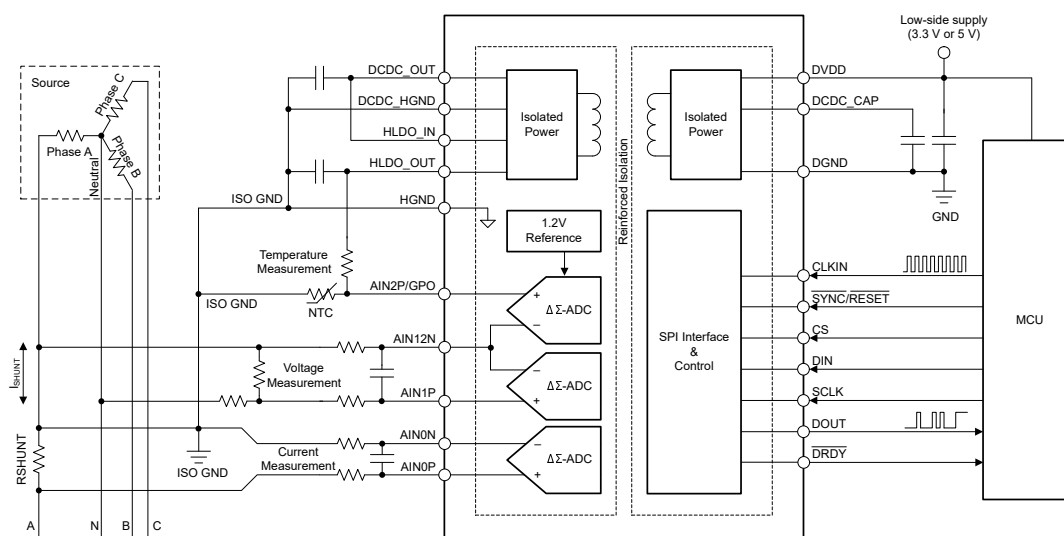 Low-side supply
(3.3 V or 5 V)
Source
Phase C
Phase A
Phase B
Neutral
DCDC_OUT
DCDC_HGND
HLDO_IN
HLDO_OUT
ISO GND
HGND
Isolated
Power
Isolated
Power
Reinforced Isolation
DVDD
DCDC_CAP
DGND
GND
1.2V
Reference
Temperature
Measurement
ISO GND
NTC
AIN2P/GPO
+
−
ΔΣ-ADC
AIN12N
Voltage
Measurement
AIN1P
−
+
ΔΣ-ADC
ISHUNT
RSHUNT
ISO GND
Current
Measurement
AIN0N
AIN0P
−
+
ΔΣ-ADC
SPI Interface
&
Control
CLKIN
SYNC/RESET
CS
DIN
SCLK
DOUT
DRDY
MCU
A
N
B
C